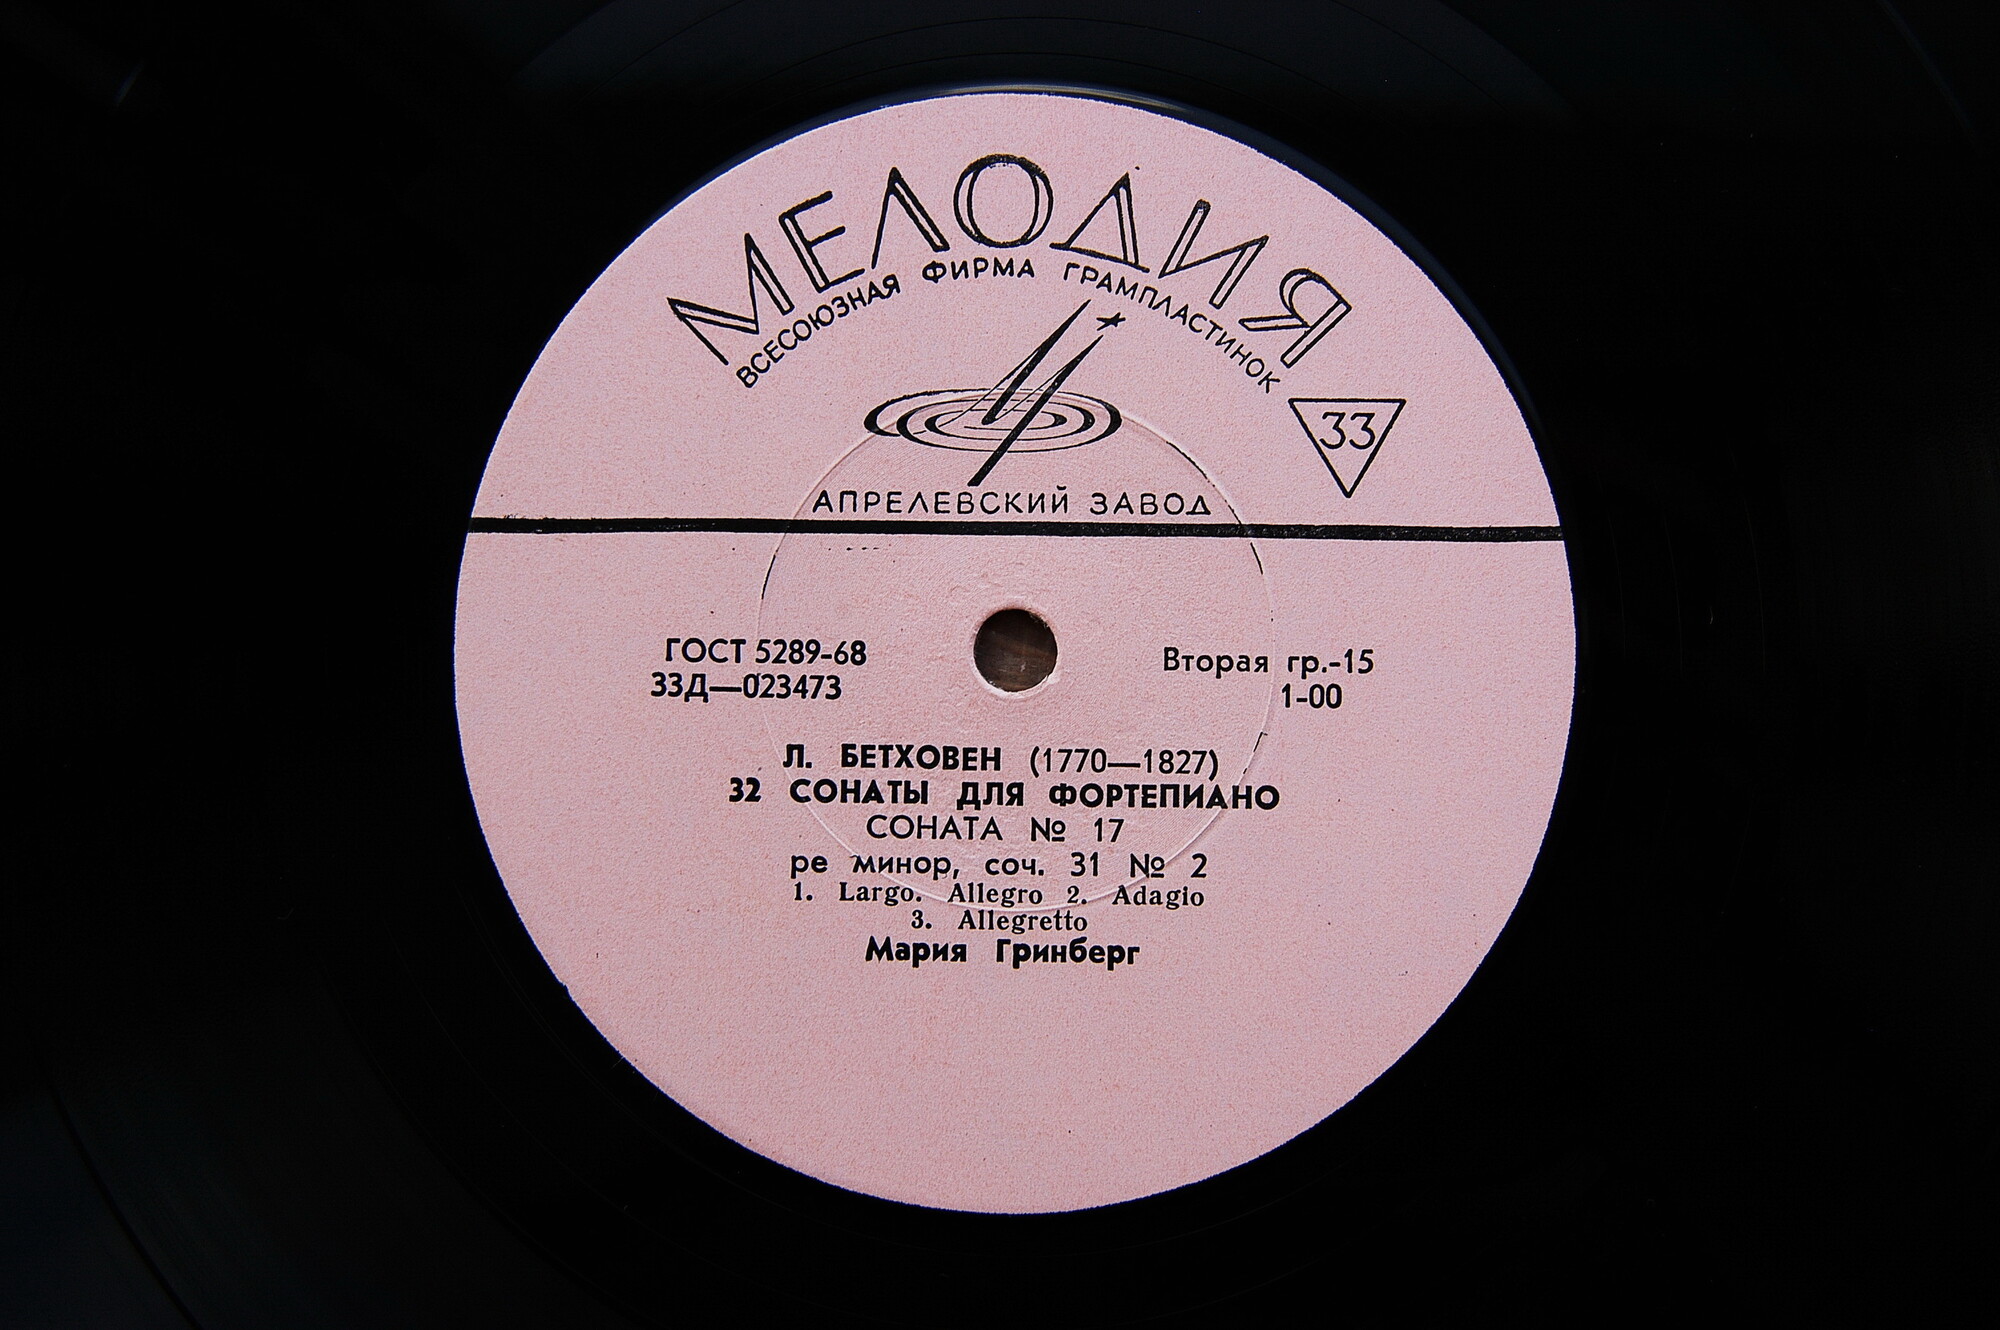 МЕЛОДИЯ
ВСЕСОЮЗНАЯ ФИРМА ГРАМПЛАСТИНОК
33
АПРЕЛЕВСКИЙ ЗАВОД
ГОСТ 5289-68
33Д—023473
Вторая гр.-15
1-00
Л. БЕТХОВЕН (1770—1827)
32 СОНАТЫ ДЛЯ ФОРТЕПИАНО
СОНАТА № 17
ре минор, соч. 31 № 2
1. Largo. Allegro 2. Adagio
3. Allegretto
Мария Гринберг